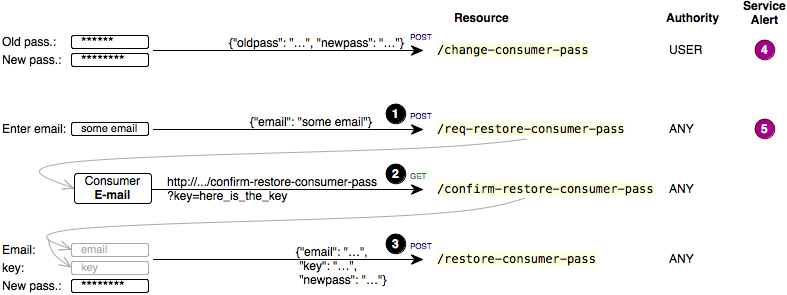 Resource Authority Service Alert
Old pass.: ******
New pass.: ********
{"oldpass": "...", "newpass": "..."} POST /change-consumer-pass USER 4
Enter email: some email {"email": "some email"} 1 POST /req-restore-consumer-pass ANY 5
Consumer E-mail
http://.../confirm-restore-consumer-pass
?key=here_is_the_key
2 GET /confirm-restore-consumer-pass ANY
Email: email
key: key
New pass.: ********
{"email": "...",
"key": "...",
"newpass": "..."}
3 POST /restore-consumer-pass ANY